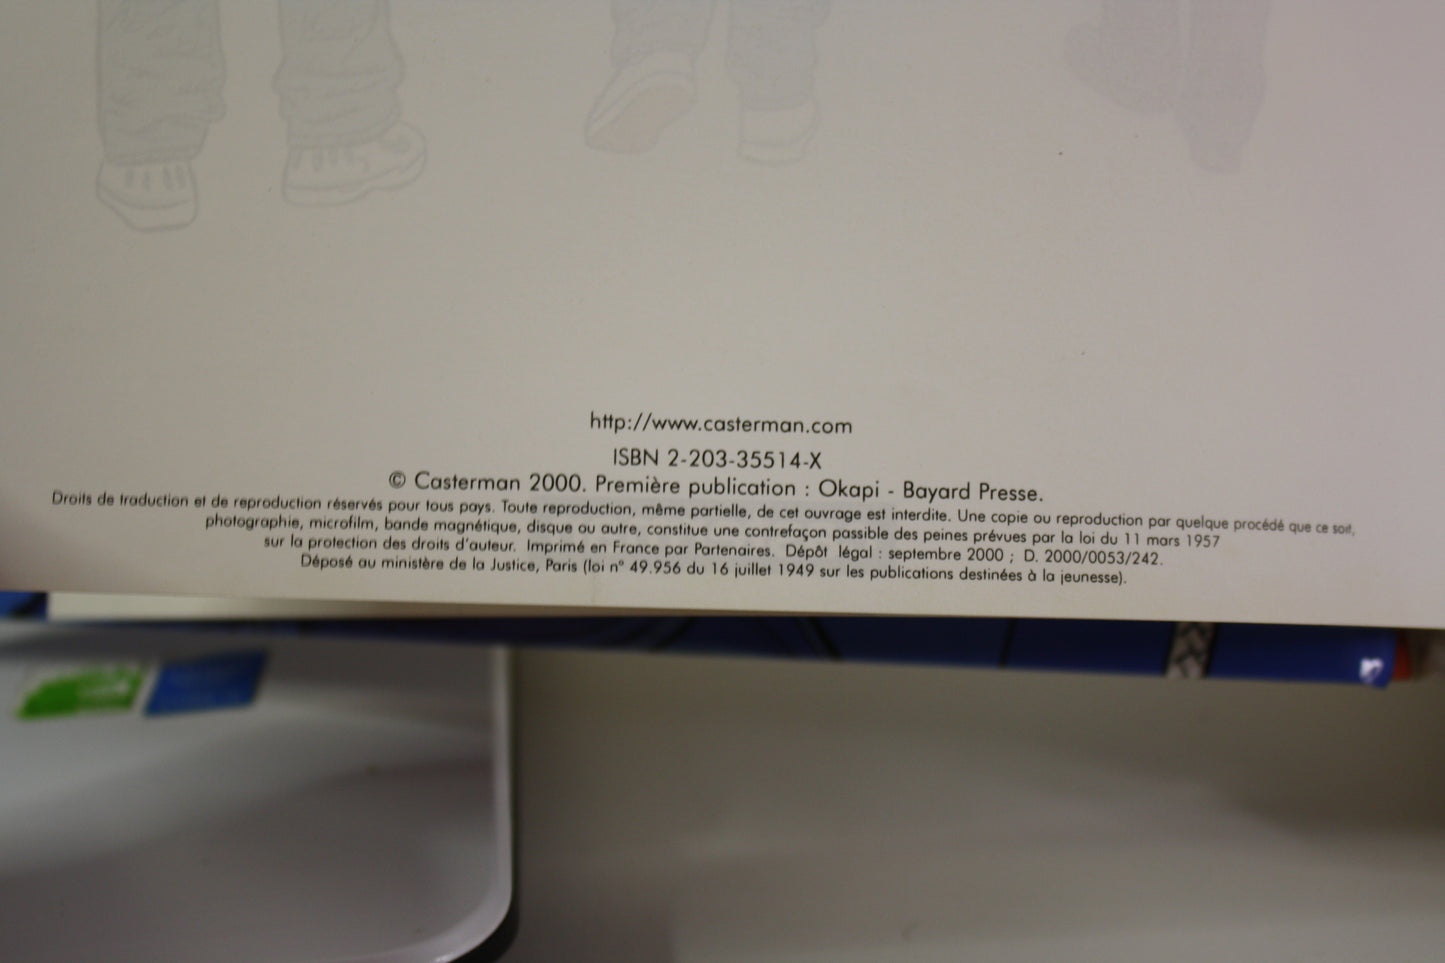 http://www.casterman.com
ISBN 2-203-35514-X
© Casterman 2000. Première publication : Okapi - Bayard Presse.
Droits de traduction et de reproduction réservés pour tous pays. Toute reproduction, même partielle, de cet ouvrage est interdite. Une copie ou reproduction par quelque procédé que ce soit,
photographie, microfilm, bande magnétique, disque ou autre, constitue une contrefaçon passible des peines prévues par la loi du 11 mars 1957
sur la protection des droits d'auteur. Imprimé en France par Partenaires. Dépôt légal : septembre 2000 ; D. 2000/0053/242.
Déposé au ministère de la Justice, Paris (loi n° 49.956 du 16 juillet 1949 sur les publications destinées à la jeunesse).